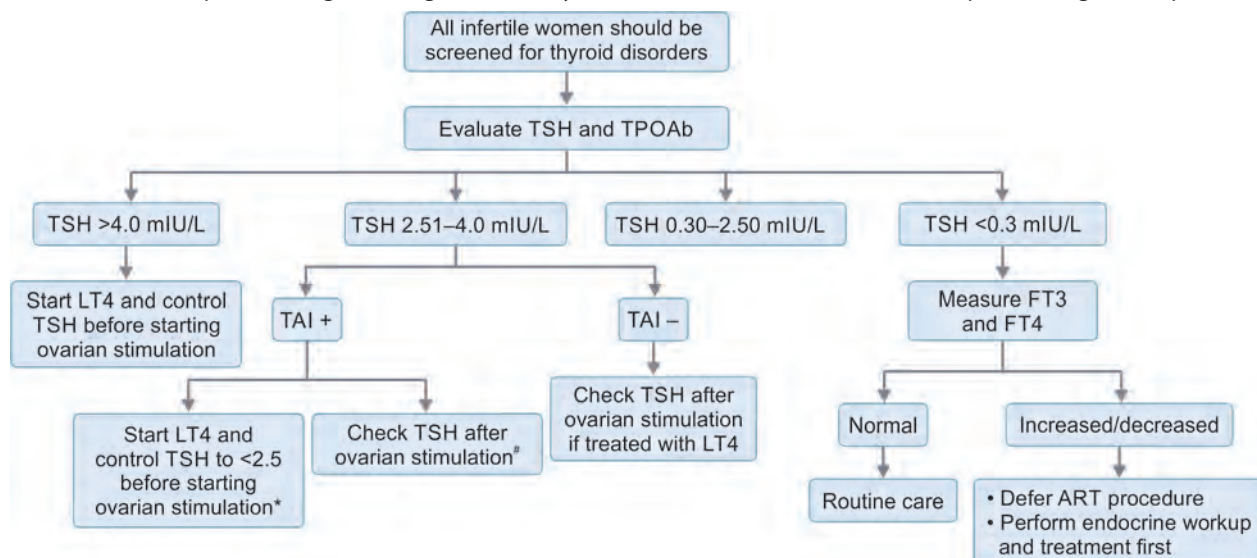 All infertile women should be
screened for thyroid disorders
Evaluate TSH and TPOAb
TSH >4.0 mIU/L
TSH 2.51–4.0 mIU/L
TSH 0.30–2.50 mIU/L
TSH <0.3 mIU/L
Start LT4 and control
TSH before starting
ovarian stimulation
TAI +
TAI –
Measure FT3
and FT4
Start LT4 and
control TSH to <2.5
before starting
ovarian stimulation*
Check TSH after
ovarian stimulation#
Check TSH after
ovarian stimulation
if treated with LT4
Normal
Increased/decreased
Routine care
• Defer ART procedure
• Perform endocrine workup
and treatment first